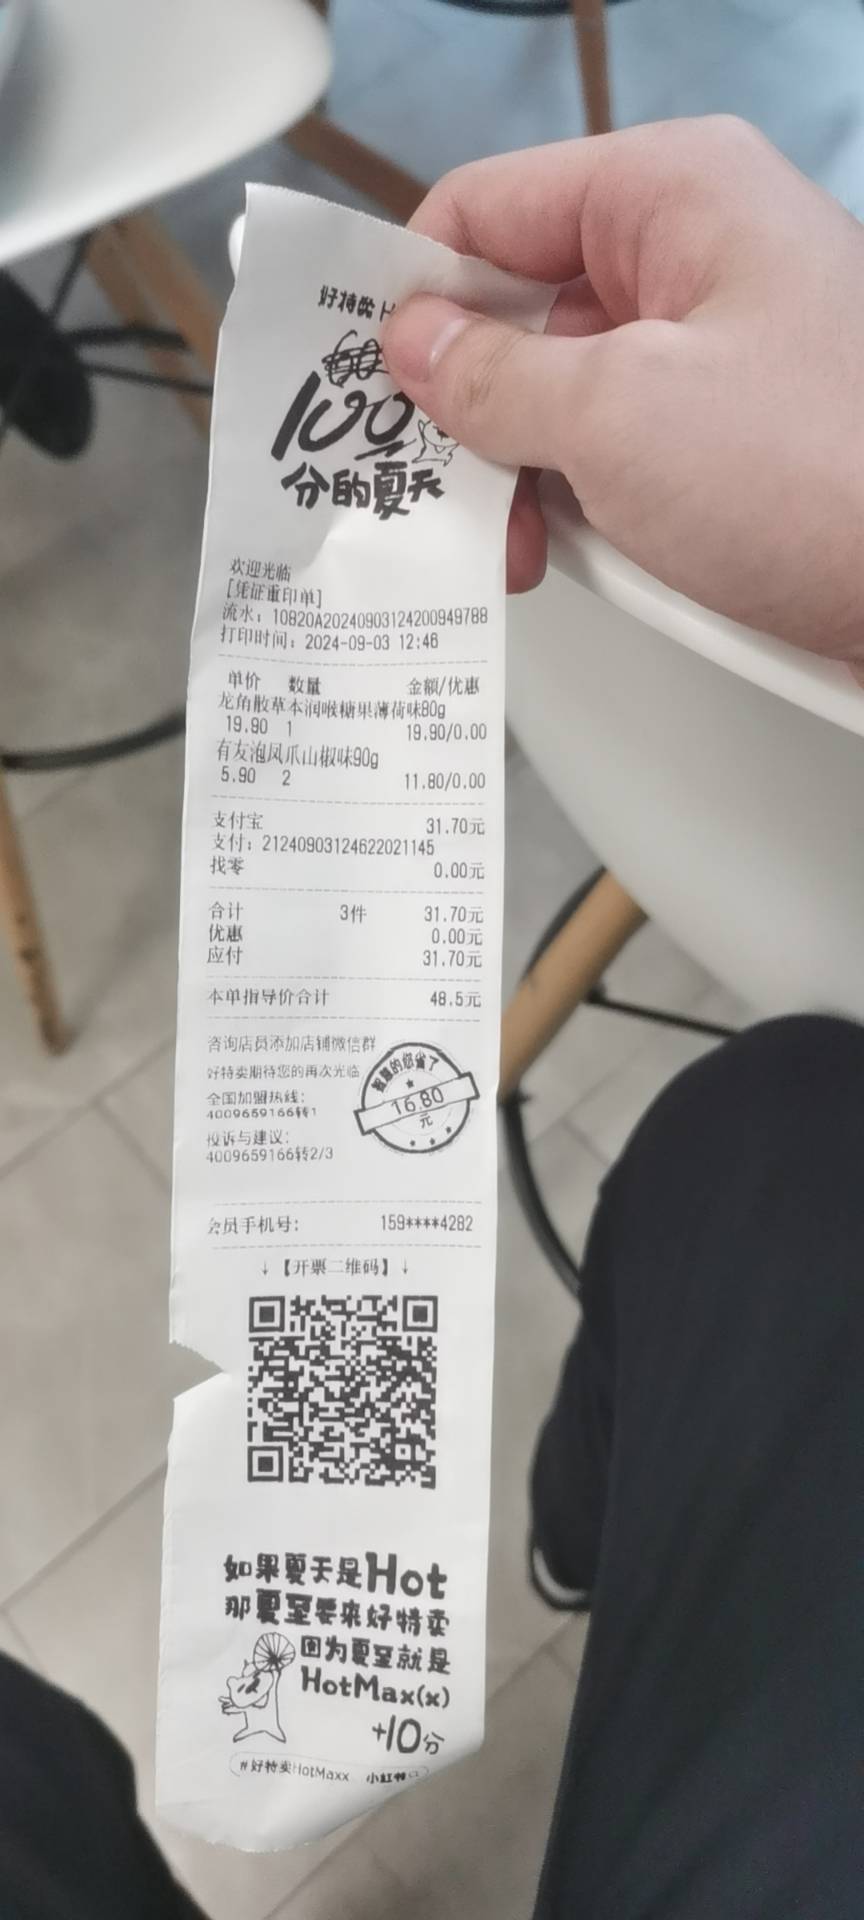 好特卖 H
100
分的夏天
欢迎光临
[凭证重印单]
流水：10820A20240903124200949788
打印时间：2024-09-03 12:46
单价 数量 金额/优惠
龙角散草本润喉糖果薄荷味80g
19.90 1 19.90/0.00
有友泡凤爪山椒味90g
5.90 2 11.80/0.00
支付宝 31.70元
支付：21240903124622021145
找零 0.00元
合计 3件 31.70元
优惠 0.00元
应付 31.70元
本单指导价合计 48.5元
咨询店员添加店铺微信群
好特卖期待您的再次光临
全国加盟热线：
4009659166转1
投诉与建议：
4009659166转2/3
智慧的您省了
16.80
元
会员手机号： 159****4282
↓【开票二维码】↓
如果夏天是Hot
那夏至要来好特卖
因为夏至就是
HotMax(x)
+10分
#好特卖HotMaxx 小红书